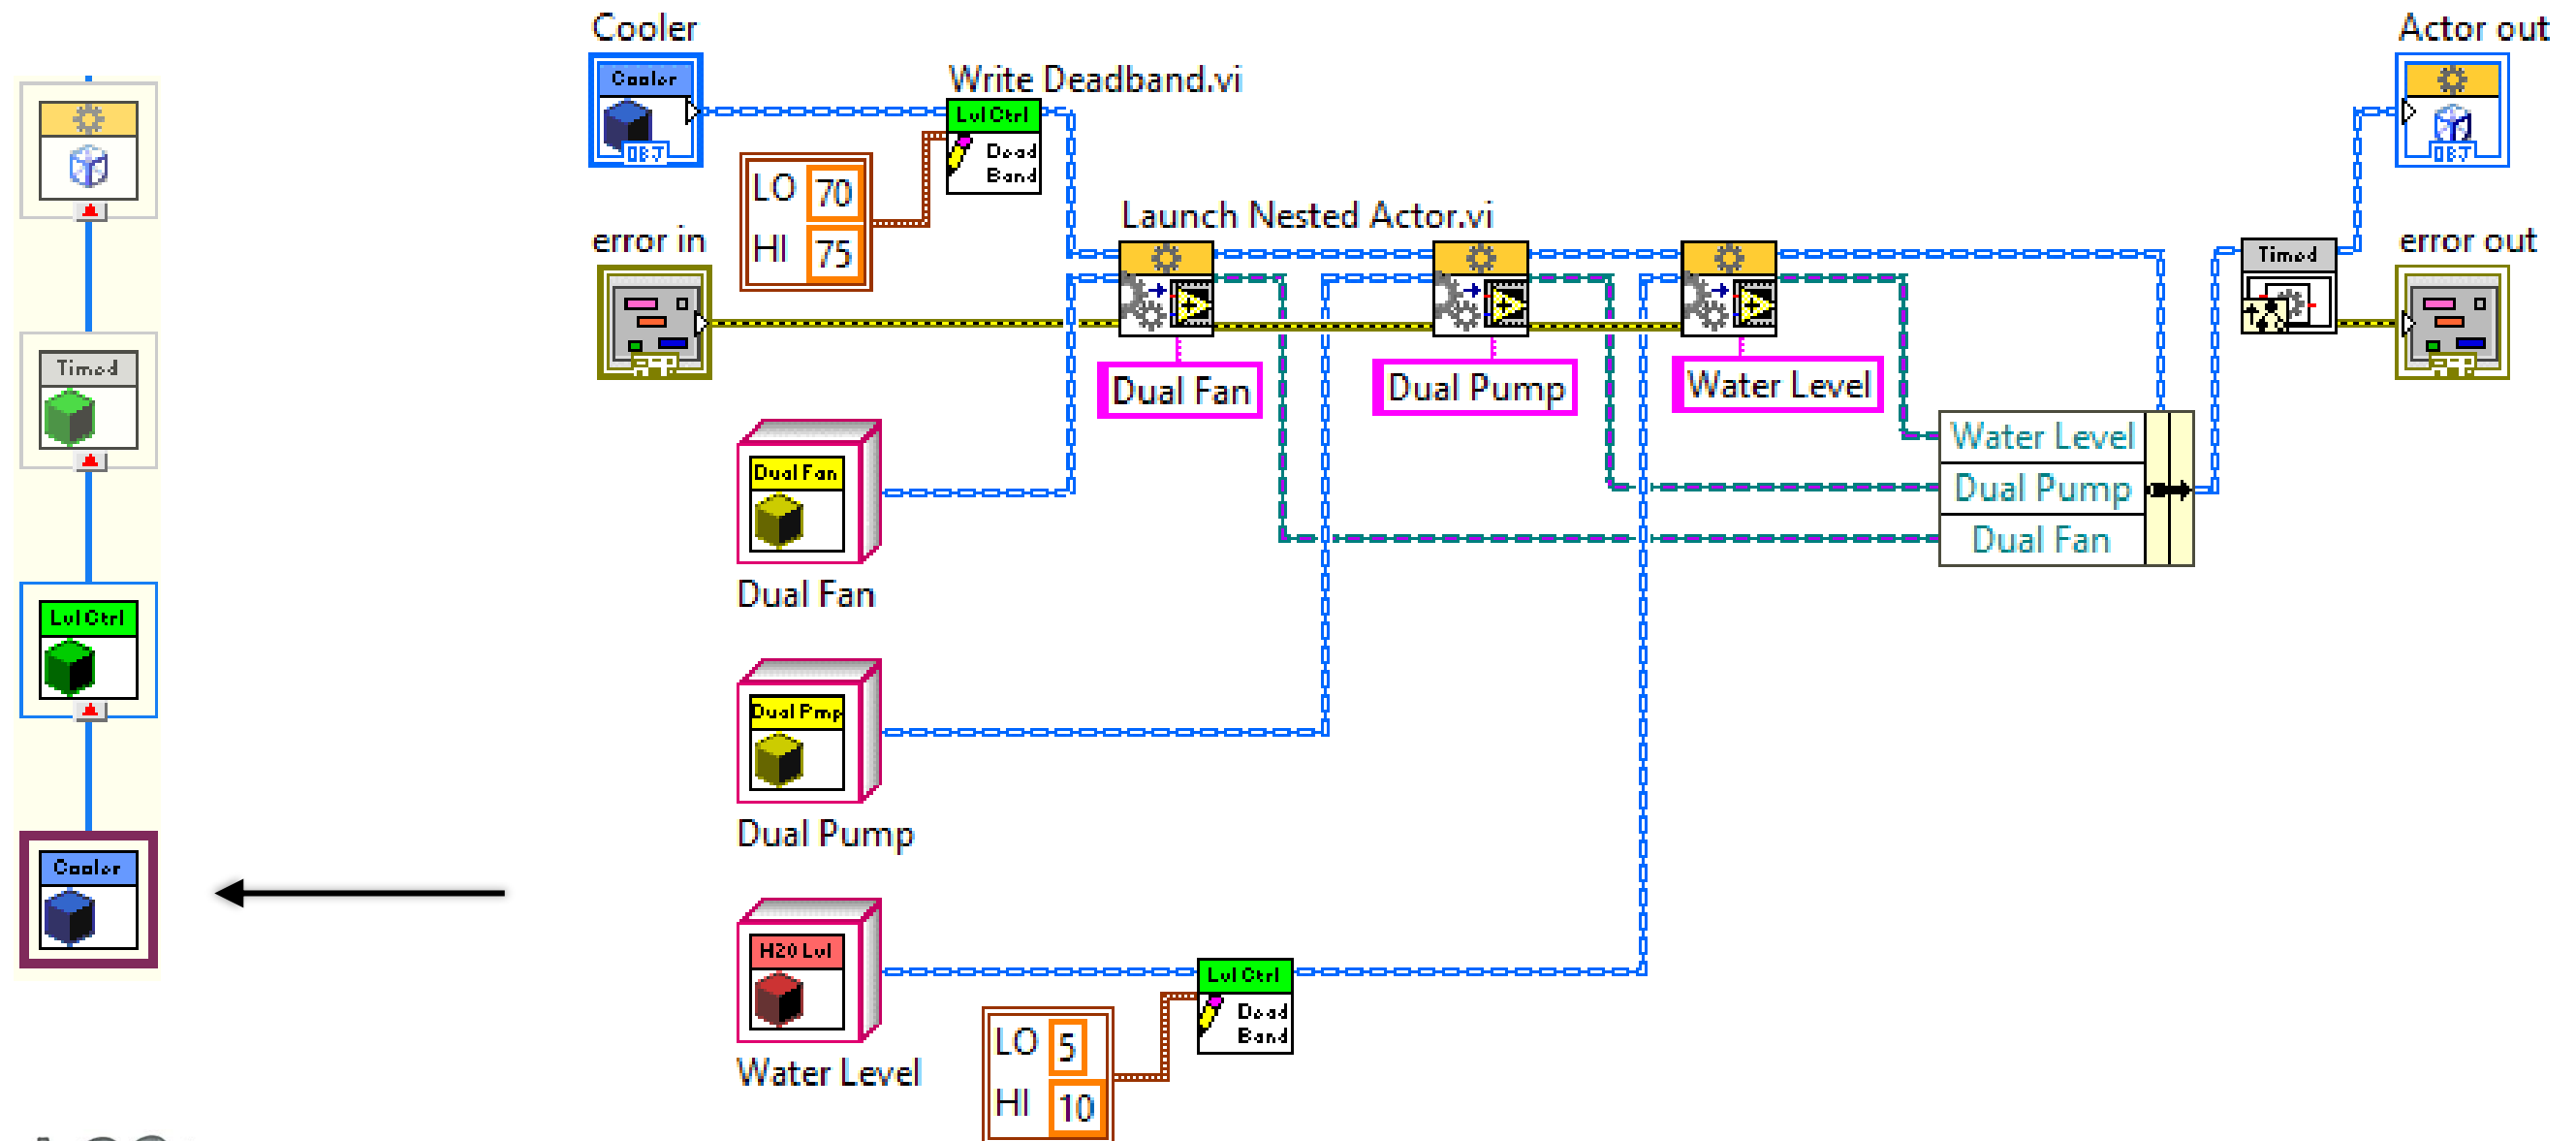 Timed
Lvl Ctrl
Cooler
Cooler
Cooler
OBJ
Write Deadband.vi
Lvl Ctrl
Dead
Band
LO 70
HI 75
error in
Launch Nested Actor.vi
Dual Fan
Dual Pump
Water Level
Actor out
OBJ
Timed
error out
Water Level
Dual Pump
Dual Fan
Dual Fan
Dual Fan
Dual Pmp
Dual Pump
H20 Lvl
Water Level
Lvl Ctrl
Dead
Band
LO 5
HI 10